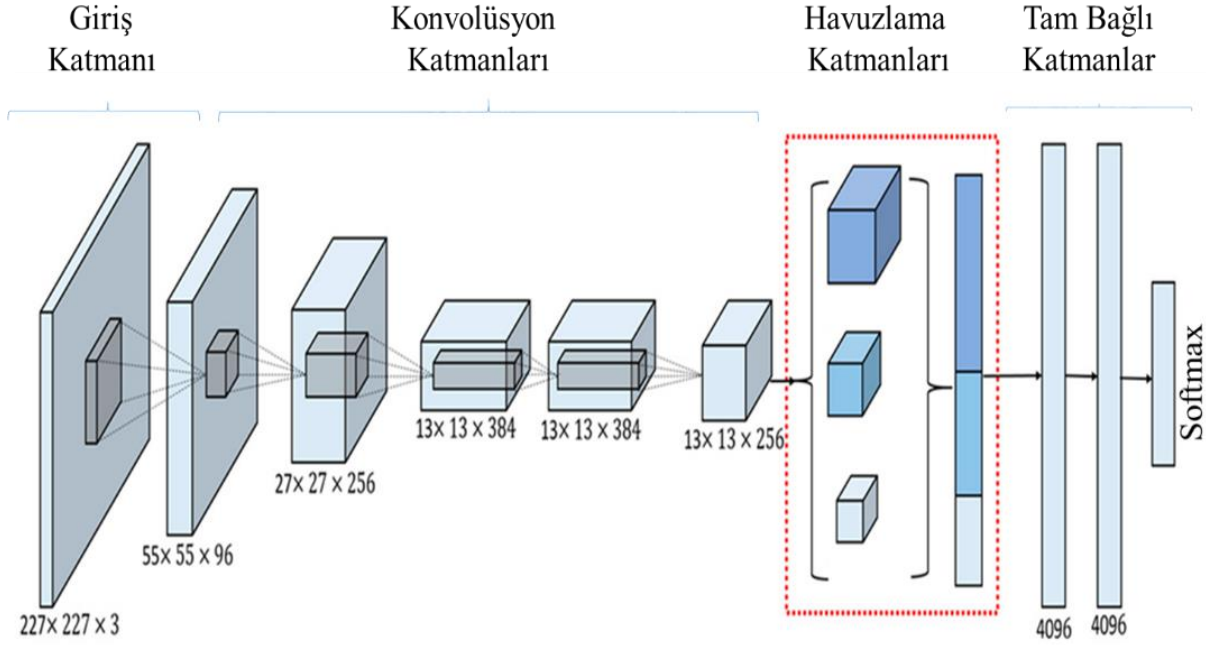 Giriş
Katmanı
Konvolüsyon
Katmanları
Havuzlama
Katmanları
Tam Bağlı
Katmanlar
227× 227 × 3
55× 55 × 96
27× 27 × 256
13× 13 × 384
13× 13 × 384
13× 13 × 256
4096
4096
Softmax